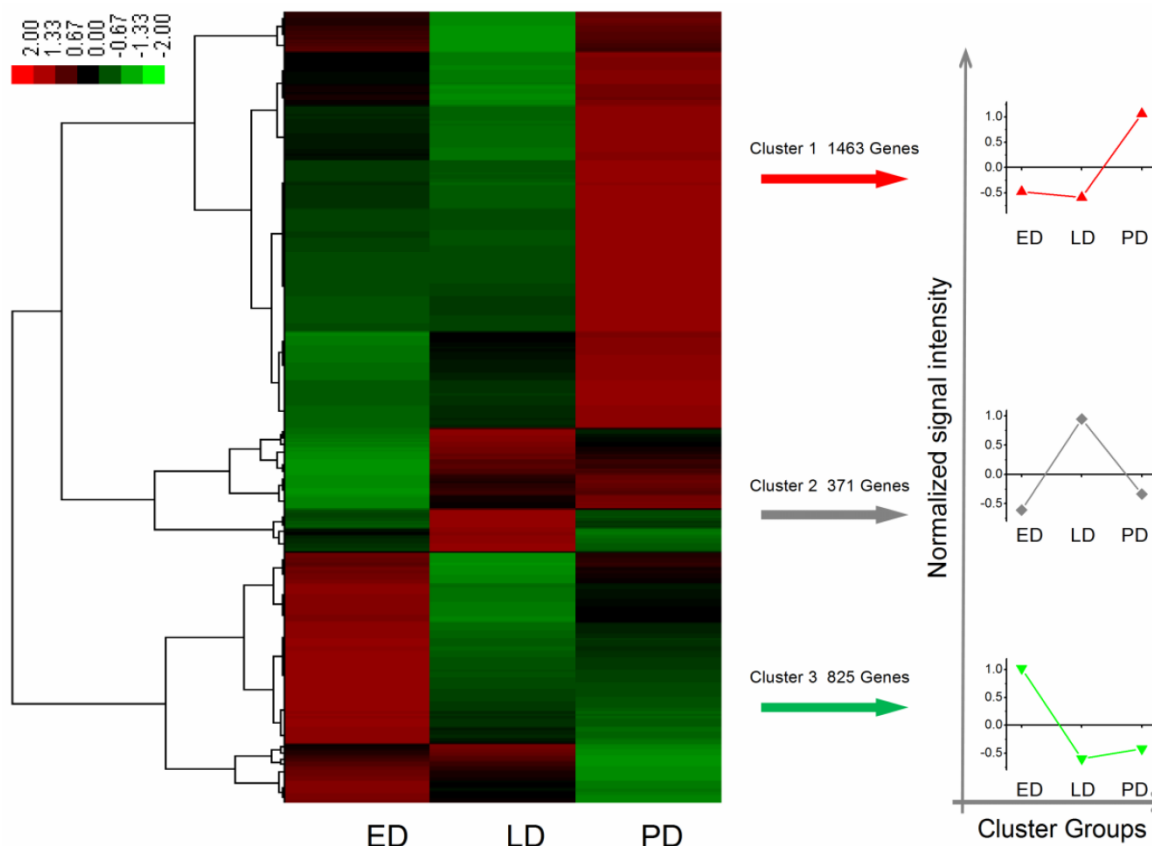 2.00
1.33
0.67
0.00
-0.67
-1.33
-2.00
ED LD PD
Cluster 1 1463 Genes
Cluster 2 371 Genes
Cluster 3 825 Genes
Normalized signal intensity
1.0
0.5
0.0
-0.5
ED LD PD
1.0
0.5
0.0
-0.5
ED LD PD
1.0
0.5
0.0
-0.5
ED LD PD
Cluster Groups